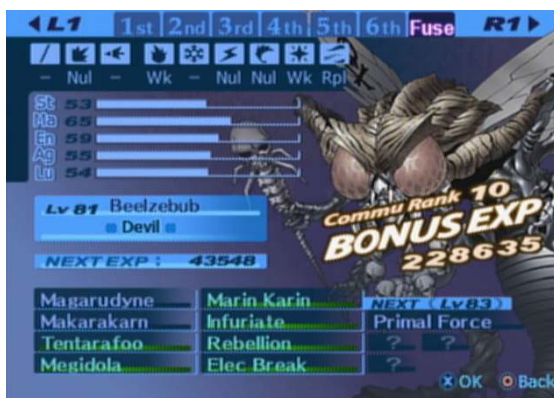 L1 1st 2nd 3rd 4th 5th 6th Fuse R1
- Nul - Wk - Nul Nul Wk Rpl
St 53
Ma 65
En 59
Ag 55
Lu 54
Lv 81 Beelzebub
Devil
NEXT EXP : 43548
Commu Rank 10
BONUS EXP
228635
Magarudyne Marin Karin NEXT (Lv83)
Makarakarn Infuriate Primal Force
Tentarafoo Rebellion ? ?
Megidola Elec Break ?
X OK O Back